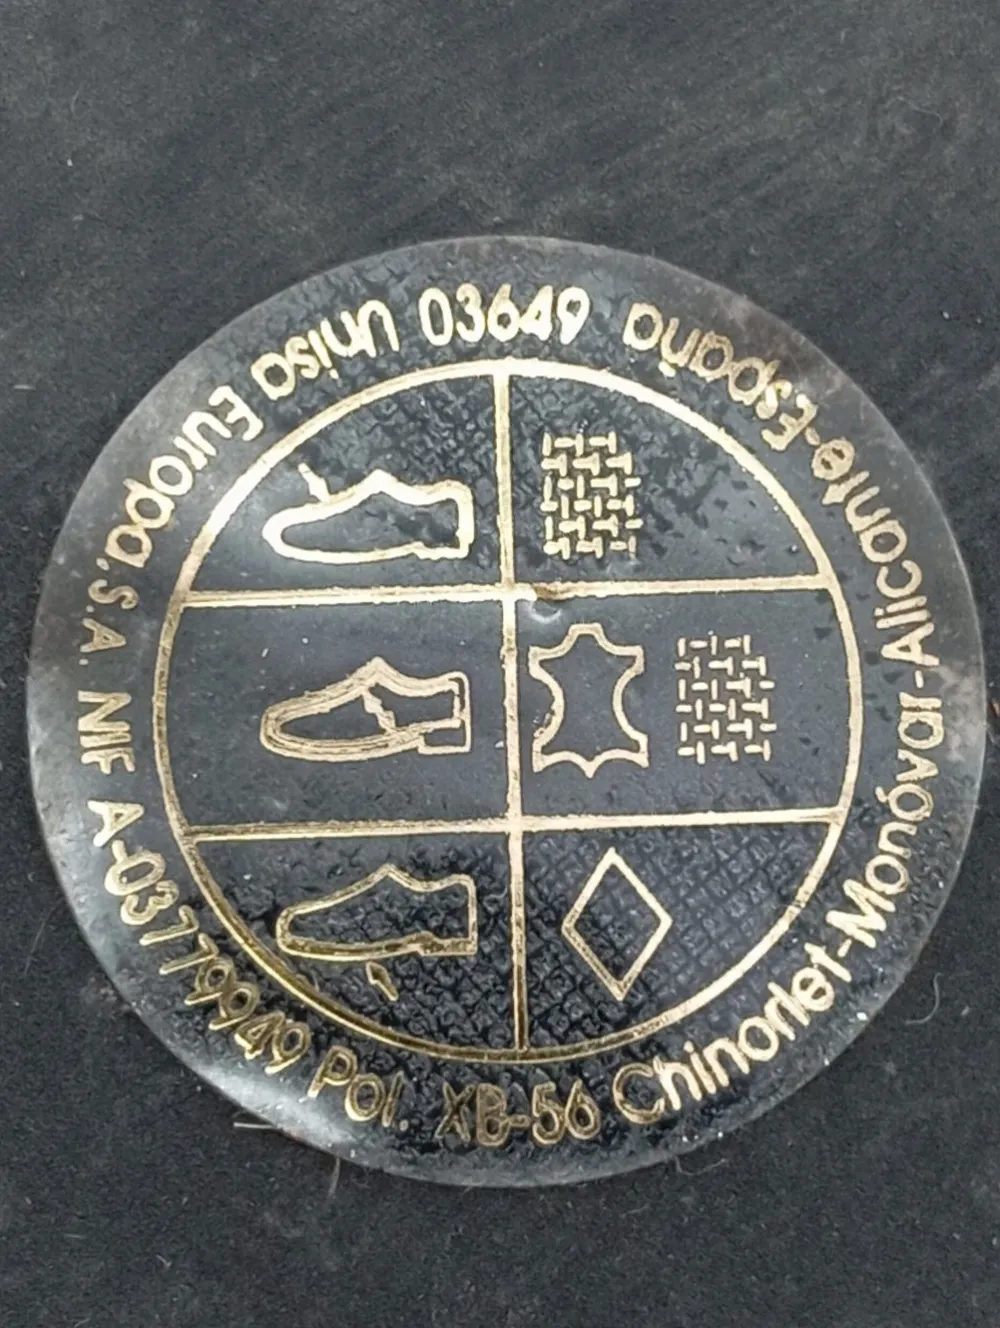 Unisa Europa,S.A. NIF A-03779949 Pol. XB-56 Chinorlet-Monóvar-Alicante-España 03649